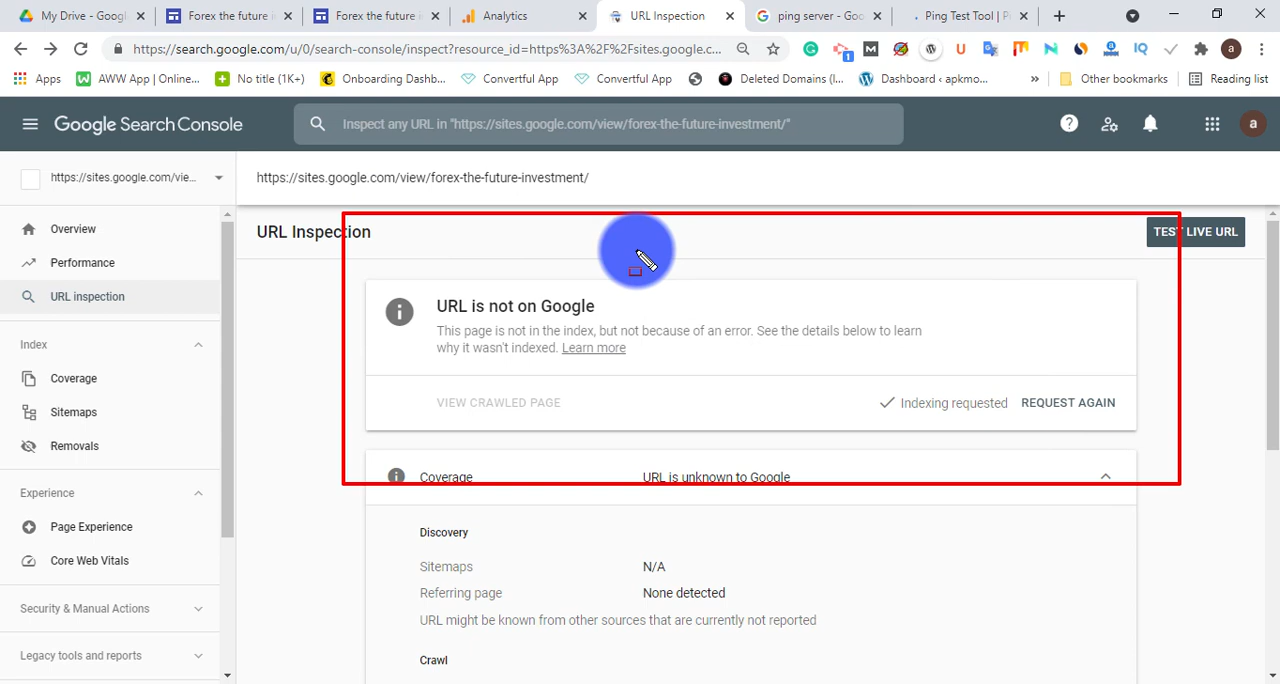 My Drive - Googl
Forex the future i
Forex the future in
Analytics
URL Inspection
ping server - Goo
Ping Test Tool | Pi
https://search.google.com/u/0/search-console/inspect?resource_id=https%3A%2F%2Fsites.google.c...
1
M
U
IQ
a
Apps
AWW App | Online...
No title (1K+)
Onboarding Dashb...
Convertful App
Convertful App
Deleted Domains (I...
Dashboard ‹ apkmo...
»
Other bookmarks
Reading list
Google Search Console
Inspect any URL in "https://sites.google.com/view/forex-the-future-investment/"
a
https://sites.google.com/vie...
https://sites.google.com/view/forex-the-future-investment/
Overview
Performance
URL inspection
Index
Coverage
Sitemaps
Removals
Experience
Page Experience
Core Web Vitals
Security & Manual Actions
Legacy tools and reports
URL Inspection
TEST LIVE URL
URL is not on Google
This page is not in the index, but not because of an error. See the details below to learn
why it wasn't indexed. Learn more
VIEW CRAWLED PAGE
Indexing requested
REQUEST AGAIN
Coverage
URL is unknown to Google
Discovery
Sitemaps
N/A
Referring page
None detected
URL might be known from other sources that are currently not reported
Crawl